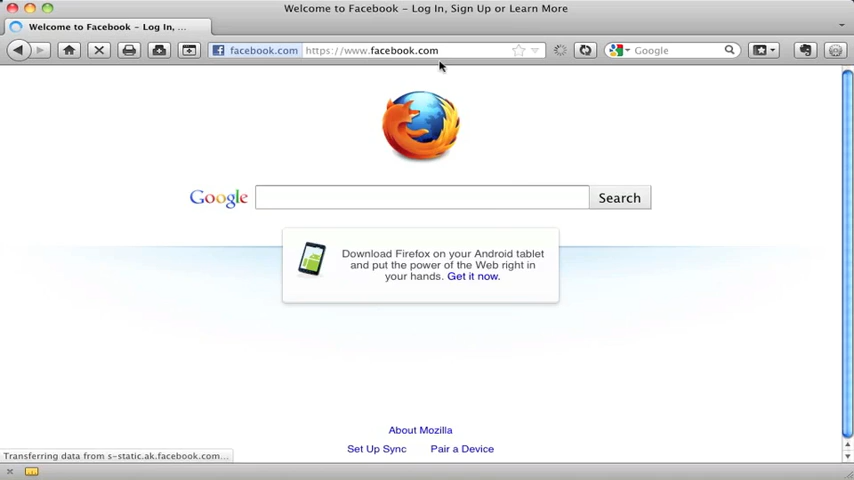 Welcome to Facebook – Log In, Sign Up or Learn More
Welcome to Facebook – Log In, ...
facebook.com https://www.facebook.com Google
Google Search
Download Firefox on your Android tablet
and put the power of the Web right in
your hands. Get it now.
About Mozilla
Set Up Sync Pair a Device
Transferring data from s-static.ak.facebook.com...